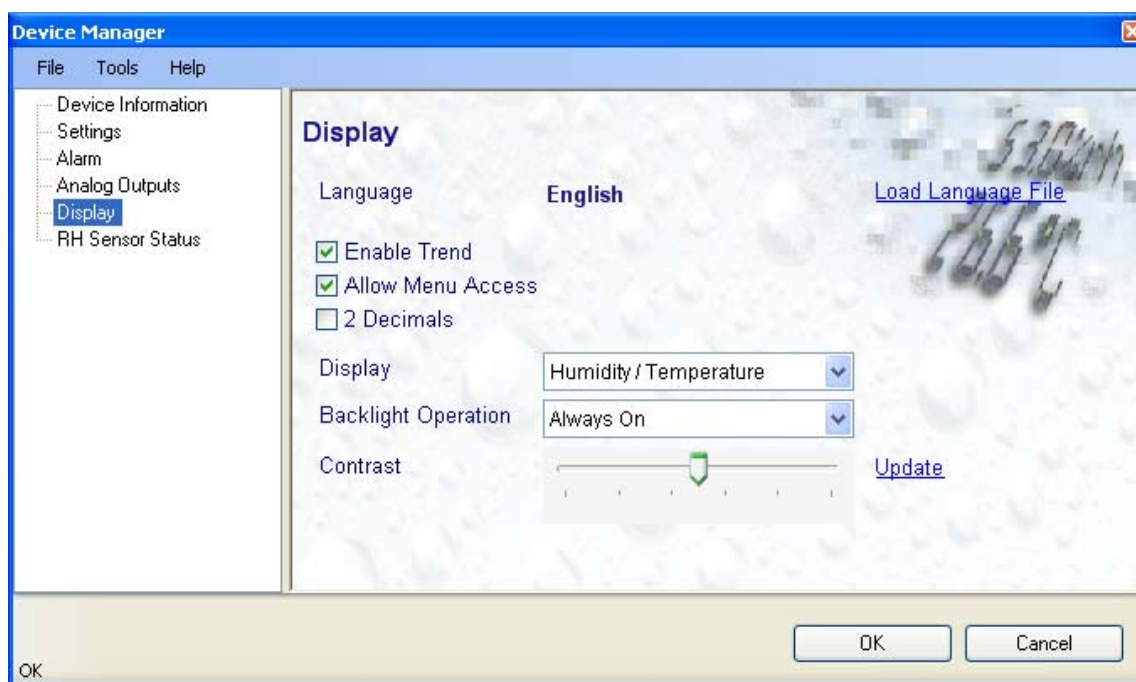 Device Manager
File Tools Help
Device Information
Settings
Alarm
Analog Outputs
Display
RH Sensor Status
Display
Language English Load Language File
Enable Trend
Allow Menu Access
2 Decimals
Display Humidity / Temperature
Backlight Operation Always On
Contrast Update
OK Cancel
OK